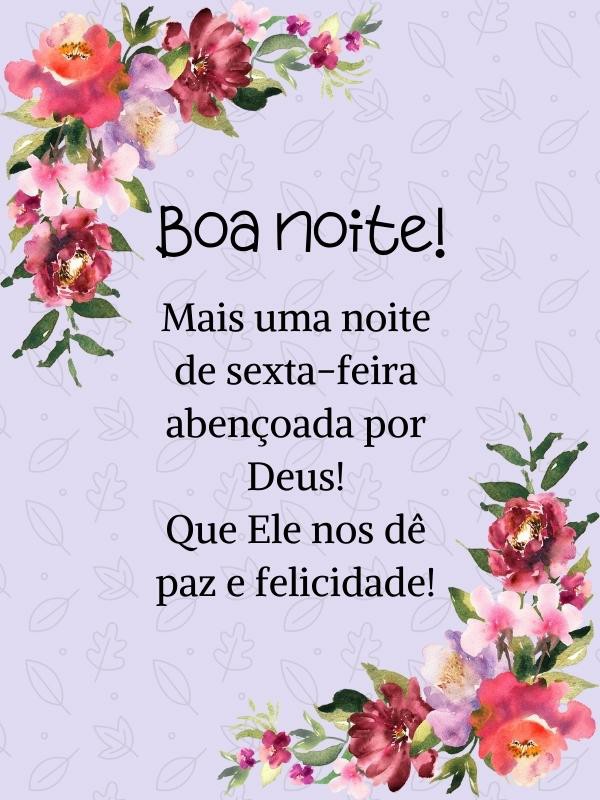 Boa noite!
Mais uma noite
de sexta-feira
abençoada por
Deus!
Que Ele nos dê
paz e felicidade!